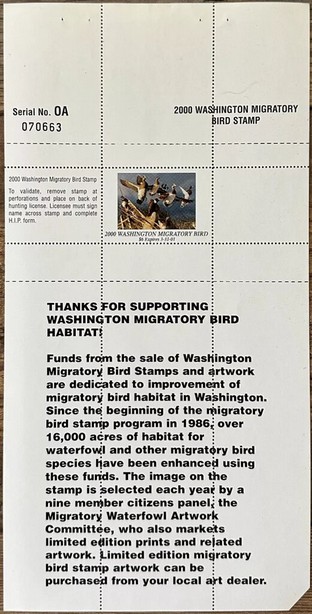 Serial No. OA
070663
2000 WASHINGTON MIGRATORY
BIRD STAMP
2000 Washington Migratory Bird Stamp
To validate, remove stamp at
perforations and place on back of
hunting license. Licensee must sign
name across stamp and complete
H.I.P. form.
2000 WASHINGTON MIGRATORY BIRD
$6 Expires 3-31-01
THANKS FOR SUPPORTING
WASHINGTON MIGRATORY BIRD
HABITAT!
Funds from the sale of Washington
Migratory Bird Stamps and artwork
are dedicated to improvement of
migratory bird habitat in Washington.
Since the beginning of the migratory
bird stamp program in 1986, over
16,000 acres of habitat for
waterfowl and other migratory bird
species have been enhanced using
these funds. The image on the
stamp is selected each year by a
nine member citizens panel, the
Migratory Waterfowl Artwork
Committee, who also markets
limited edition prints and related
artwork. Limited edition migratory
bird stamp artwork can be
purchased from your local art dealer.